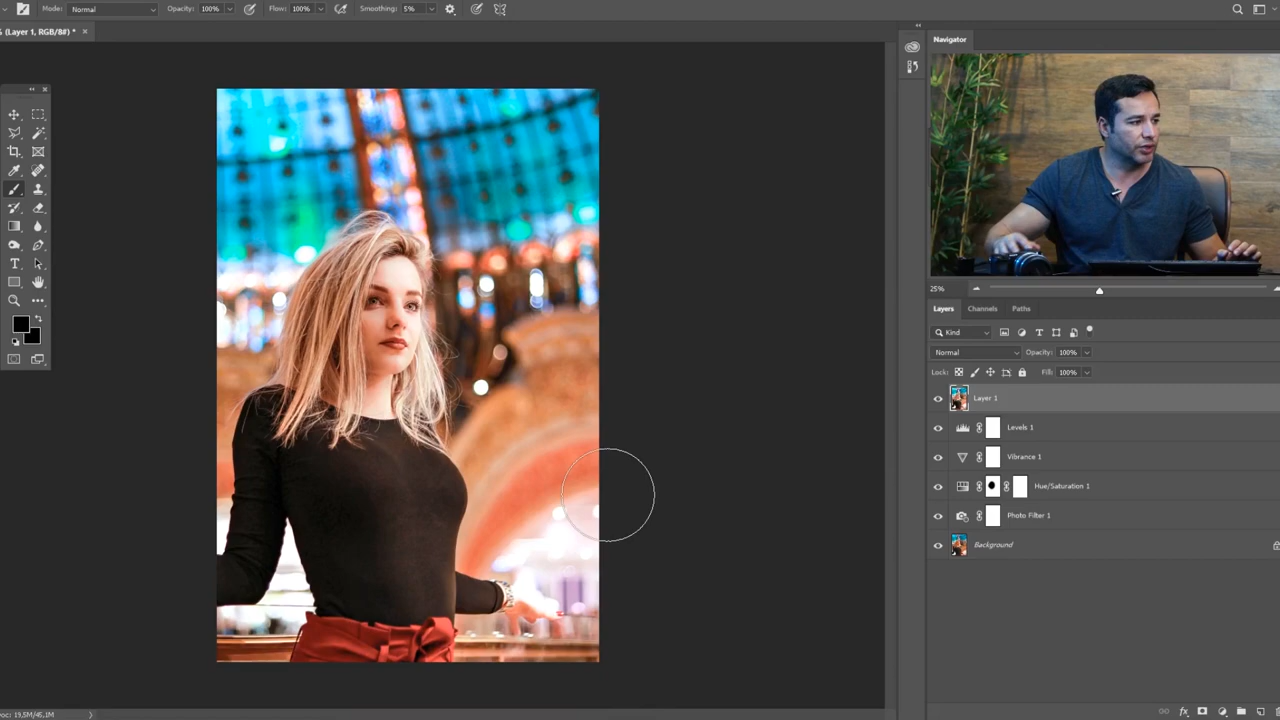 Mode: Normal Opacity: 100% Flow: 100% Smoothing: 5%
(Layer 1, RGB/8#) *
Navigator
25%
Layers Channels Paths
Kind
Normal Opacity: 100%
Lock: Fill: 100%
Layer 1
Levels 1
Vibrance 1
Hue/Saturation 1
Photo Filter 1
Background
oc: 19,5M/45,1M